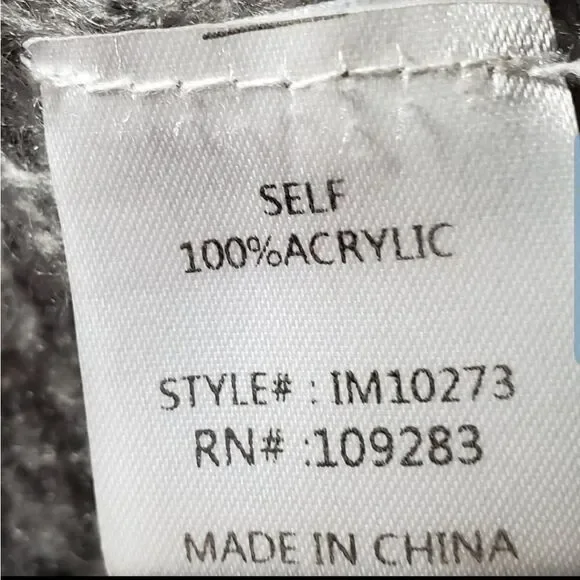 SELF
100%ACRYLIC
STYLE# : IM10273
RN# :109283
MADE IN CHINA